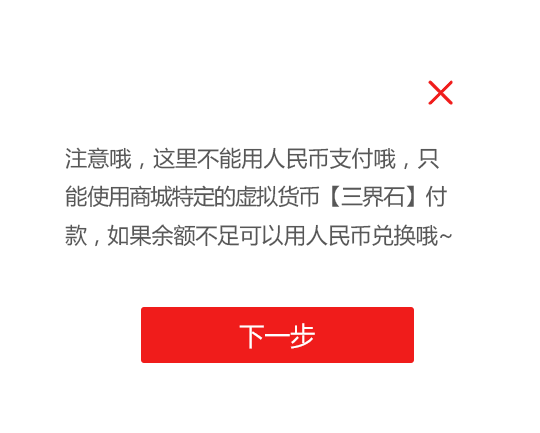 注意哦，这里不能用人民币支付哦，只
能使用商城特定的虚拟货币【三界石】付
款，如果余额不足可以用人民币兑换哦~
下一步